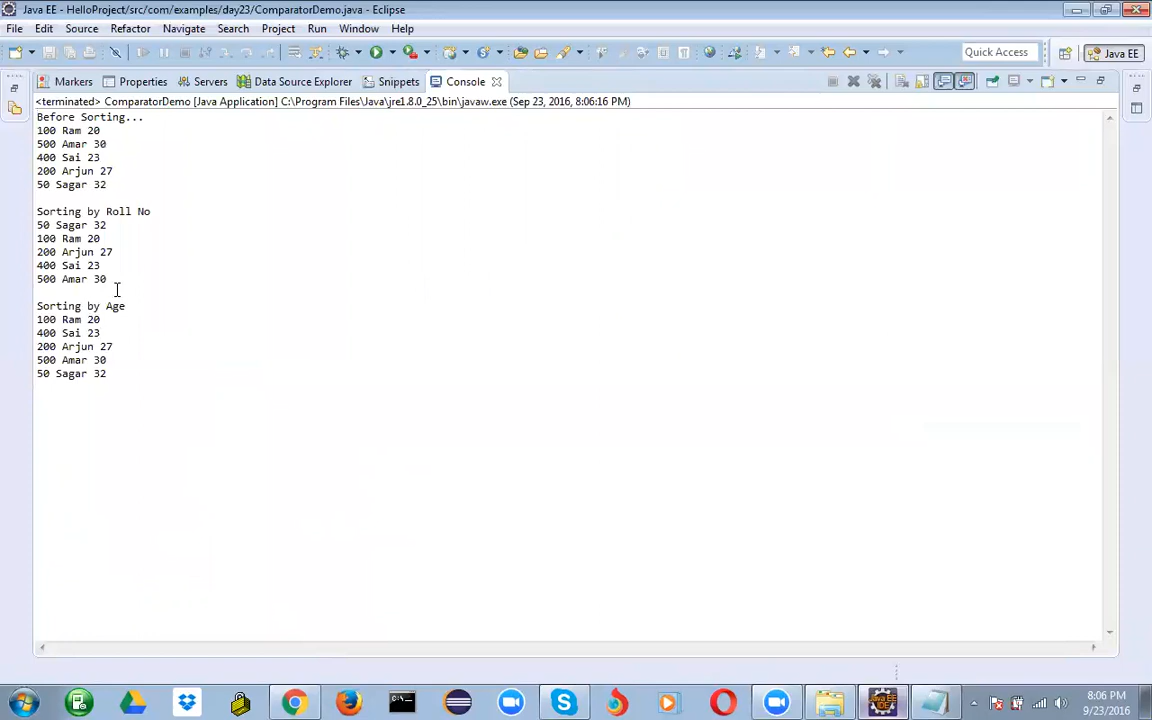 Java EE - HelloProject/src/com/examples/day23/ComparatorDemo.java - Eclipse
File Edit Source Refactor Navigate Search Project Run Window Help
Quick Access
Java EE
Markers Properties Servers Data Source Explorer Snippets Console
<terminated> ComparatorDemo [Java Application] C:\Program Files\Java\jre1.8.0_25\bin\javaw.exe (Sep 23, 2016, 8:06:16 PM)
Before Sorting...
100 Ram 20
500 Amar 30
400 Sai 23
200 Arjun 27
50 Sagar 32
Sorting by Roll No
50 Sagar 32
100 Ram 20
200 Arjun 27
400 Sai 23
500 Amar 30
Sorting by Age
100 Ram 20
400 Sai 23
200 Arjun 27
500 Amar 30
50 Sagar 32
8:06 PM
9/23/2016